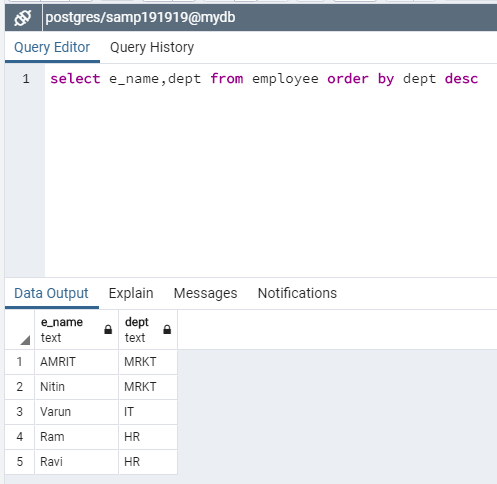 postgres/samp191919@mydb
Query Editor Query History
1 select e_name,dept from employee order by dept desc
Data Output Explain Messages Notifications
e_name dept
text text
1 AMRIT MRKT
2 Nitin MRKT
3 Varun IT
4 Ram HR
5 Ravi HR